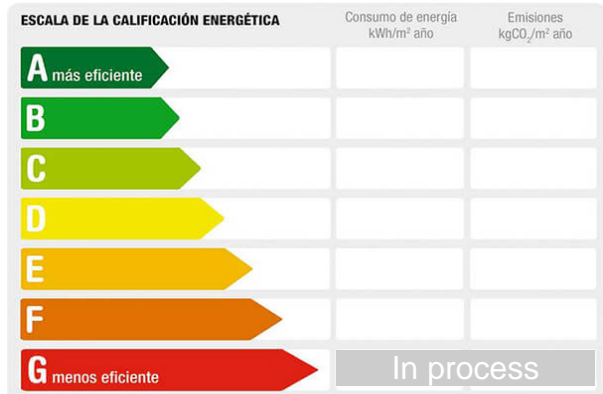 ESCALA DE LA CALIFICACIÓN ENERGÉTICA
Consumo de energía
kWh/m² año
Emisiones
kgCO₂/m² año
A más eficiente
B
C
D
E
F
G menos eficiente
In process